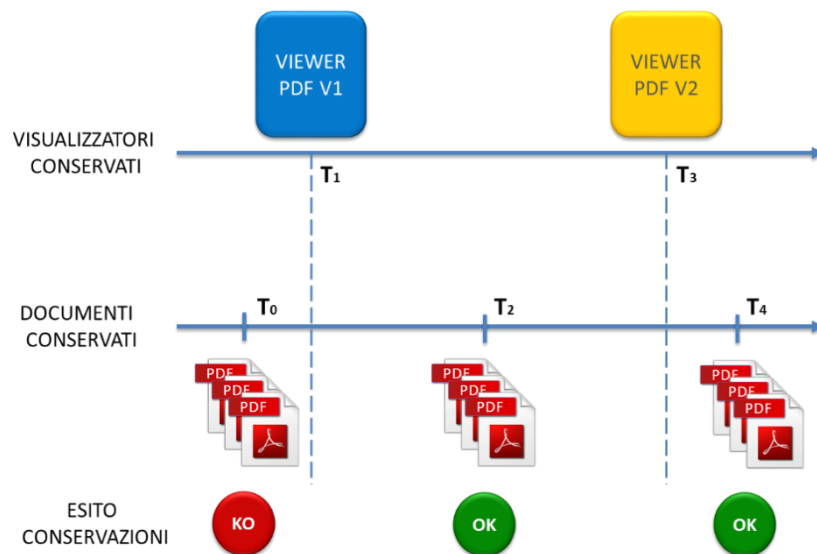 VIEWER
PDF V1
VIEWER
PDF V2
VISUALIZZATORI
CONSERVATI
T1
T3
DOCUMENTI
CONSERVATI
T0
T2
T4
PDF
PDF
PDF
PDF
PDF
PDF
PDF
PDF
PDF
ESITO
CONSERVAZIONI
KO
OK
OK